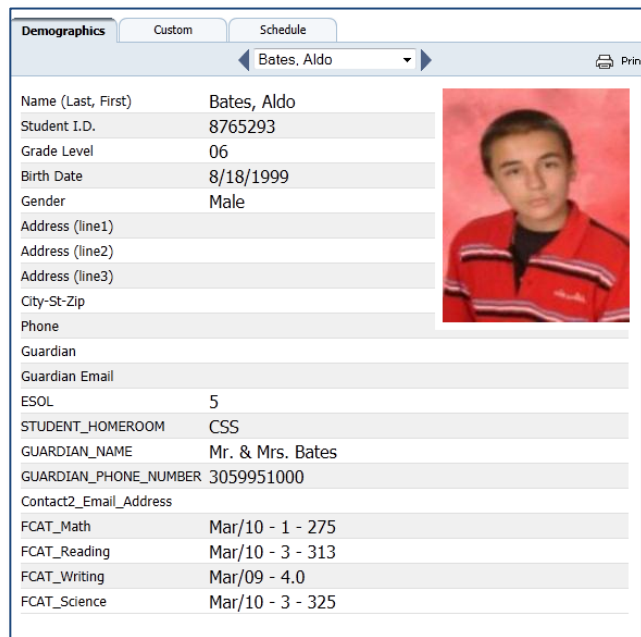 Demographics Custom Schedule
Bates, Aldo Prin
Name (Last, First) Bates, Aldo
Student I.D. 8765293
Grade Level 06
Birth Date 8/18/1999
Gender Male
Address (line1)
Address (line2)
Address (line3)
City-St-Zip
Phone
Guardian
Guardian Email
ESOL 5
STUDENT_HOMEROOM CSS
GUARDIAN_NAME Mr. & Mrs. Bates
GUARDIAN_PHONE_NUMBER 3059951000
Contact2_Email_Address
FCAT_Math Mar/10 - 1 - 275
FCAT_Reading Mar/10 - 3 - 313
FCAT_Writing Mar/09 - 4.0
FCAT_Science Mar/10 - 3 - 325